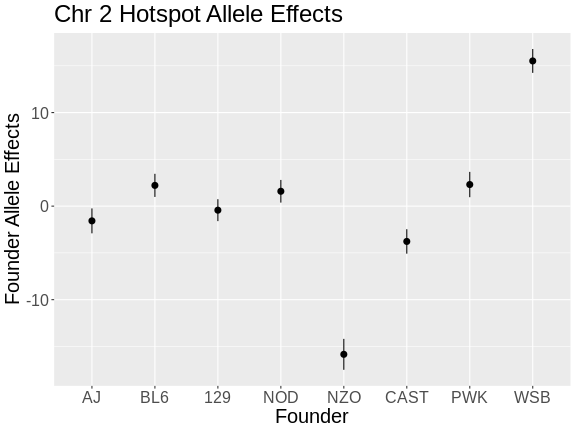 Chr 2 Hotspot Allele Effects
Founder Allele Effects
10
0
-10
AJ BL6 129 NOD NZO CAST PWK WSB
Founder